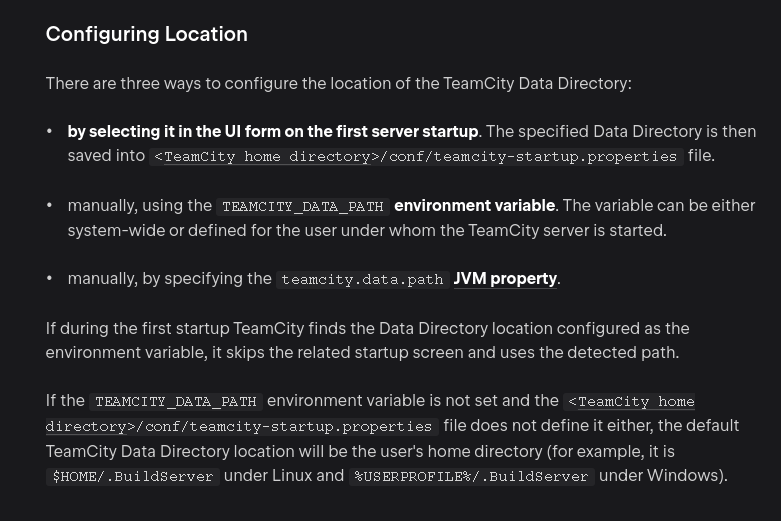 Configuring Location
There are three ways to configure the location of the TeamCity Data Directory:
• by selecting it in the UI form on the first server startup. The specified Data Directory is then
saved into <TeamCity home directory>/conf/teamcity-startup.properties file.
• manually, using the TEAMCITY_DATA_PATH environment variable. The variable can be either
system-wide or defined for the user under whom the TeamCity server is started.
• manually, by specifying the teamcity.data.path JVM property.
If during the first startup TeamCity finds the Data Directory location configured as the
environment variable, it skips the related startup screen and uses the detected path.
If the TEAMCITY_DATA_PATH environment variable is not set and the <TeamCity home
directory>/conf/teamcity-startup.properties file does not define it either, the default
TeamCity Data Directory location will be the user's home directory (for example, it is
$HOME/.BuildServer under Linux and %USERPROFILE%/.BuildServer under Windows).